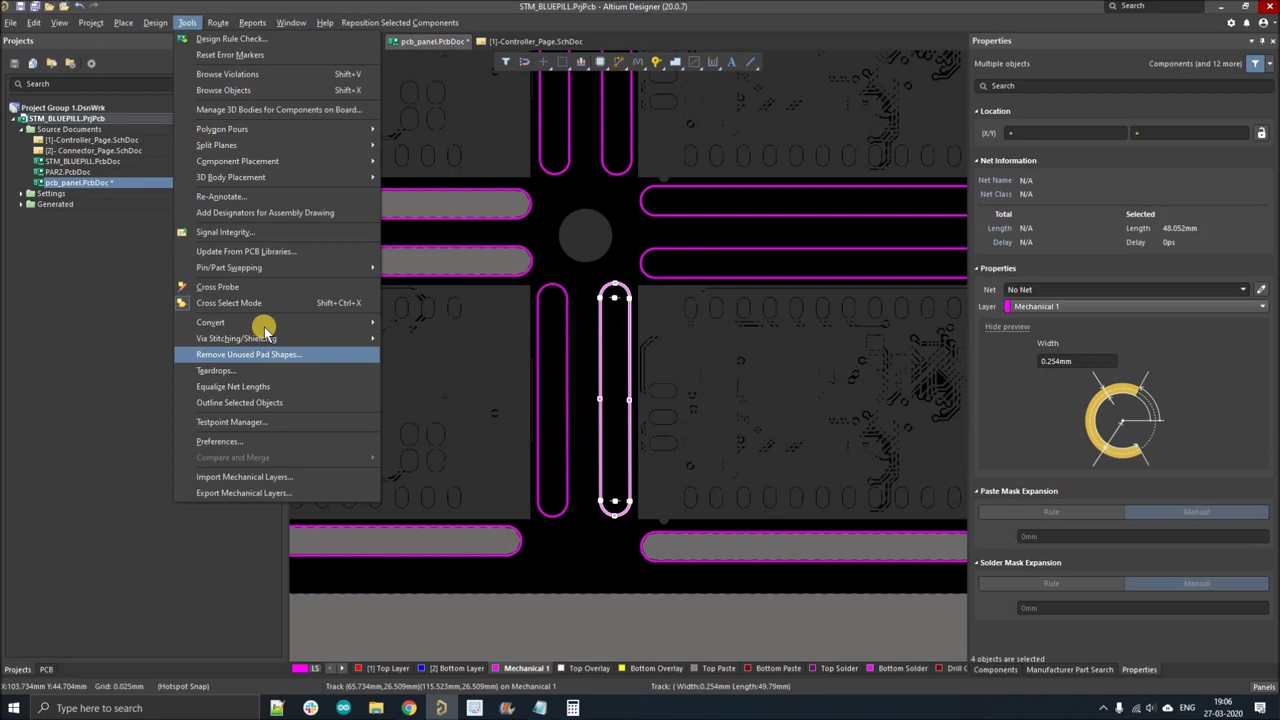 STM_BLUEPILL.PrjPcb - Altium Designer (20.0.7)
Search
File Edit View Project Place Design Tools Route Reports Window Help Reposition Selected Components
Projects
Search
Project Group 1.DsnWrk
STM_BLUEPILL.PrjPcb
Source Documents
[1]-Controller_Page.SchDoc
[2]- Connector_Page.SchDoc
STM_BLUEPILL.PcbDoc
PAR2.PcbDoc
pcb_panel.PcbDoc *
Settings
Generated
Design Rule Check...
Reset Error Markers
Browse Violations Shift+V
Browse Objects Shift+X
Manage 3D Bodies for Components on Board...
Polygon Pours
Split Planes
Component Placement
3D Body Placement
Re-Annotate...
Add Designators for Assembly Drawing
Signal Integrity...
Update From PCB Libraries...
Pin/Part Swapping
Cross Probe
Cross Select Mode Shift+Ctrl+X
Convert
Via Stitching/Shielding
Remove Unused Pad Shapes...
Teardrops...
Equalize Net Lengths
Outline Selected Objects
Testpoint Manager...
Preferences...
Compare and Merge
Import Mechanical Layers...
Export Mechanical Layers...
pcb_panel.PcbDoc * [1]-Controller_Page.SchDoc
Properties
Multiple objects Components (and 12 more)
Search
Location
(X/Y) * *
Net Information
Net Name N/A
Net Class N/A
Total Selected
Length N/A Length 48.052mm
Delay N/A Delay 0ps
Properties
Net No Net
Layer Mechanical 1
Hide preview
Width
0.254mm
Paste Mask Expansion
Rule Manual
0mm
Solder Mask Expansion
Rule Manual
0mm
4 objects are selected
Components Manufacturer Part Search Properties
Projects PCB
LS [1] Top Layer [2] Bottom Layer Mechanical 1 Top Overlay Bottom Overlay Top Paste Bottom Paste Top Solder Bottom Solder Drill
X:103.734mm Y:44.704mm Grid: 0.025mm (Hotspot Snap)
Track (65.734mm,26.509mm)(115.523mm,26.509mm) on Mechanical 1
Track: ( Width:0.254mm Length:49.79mm)
Panels
Type here to search
ENG
19:06
27-03-2020